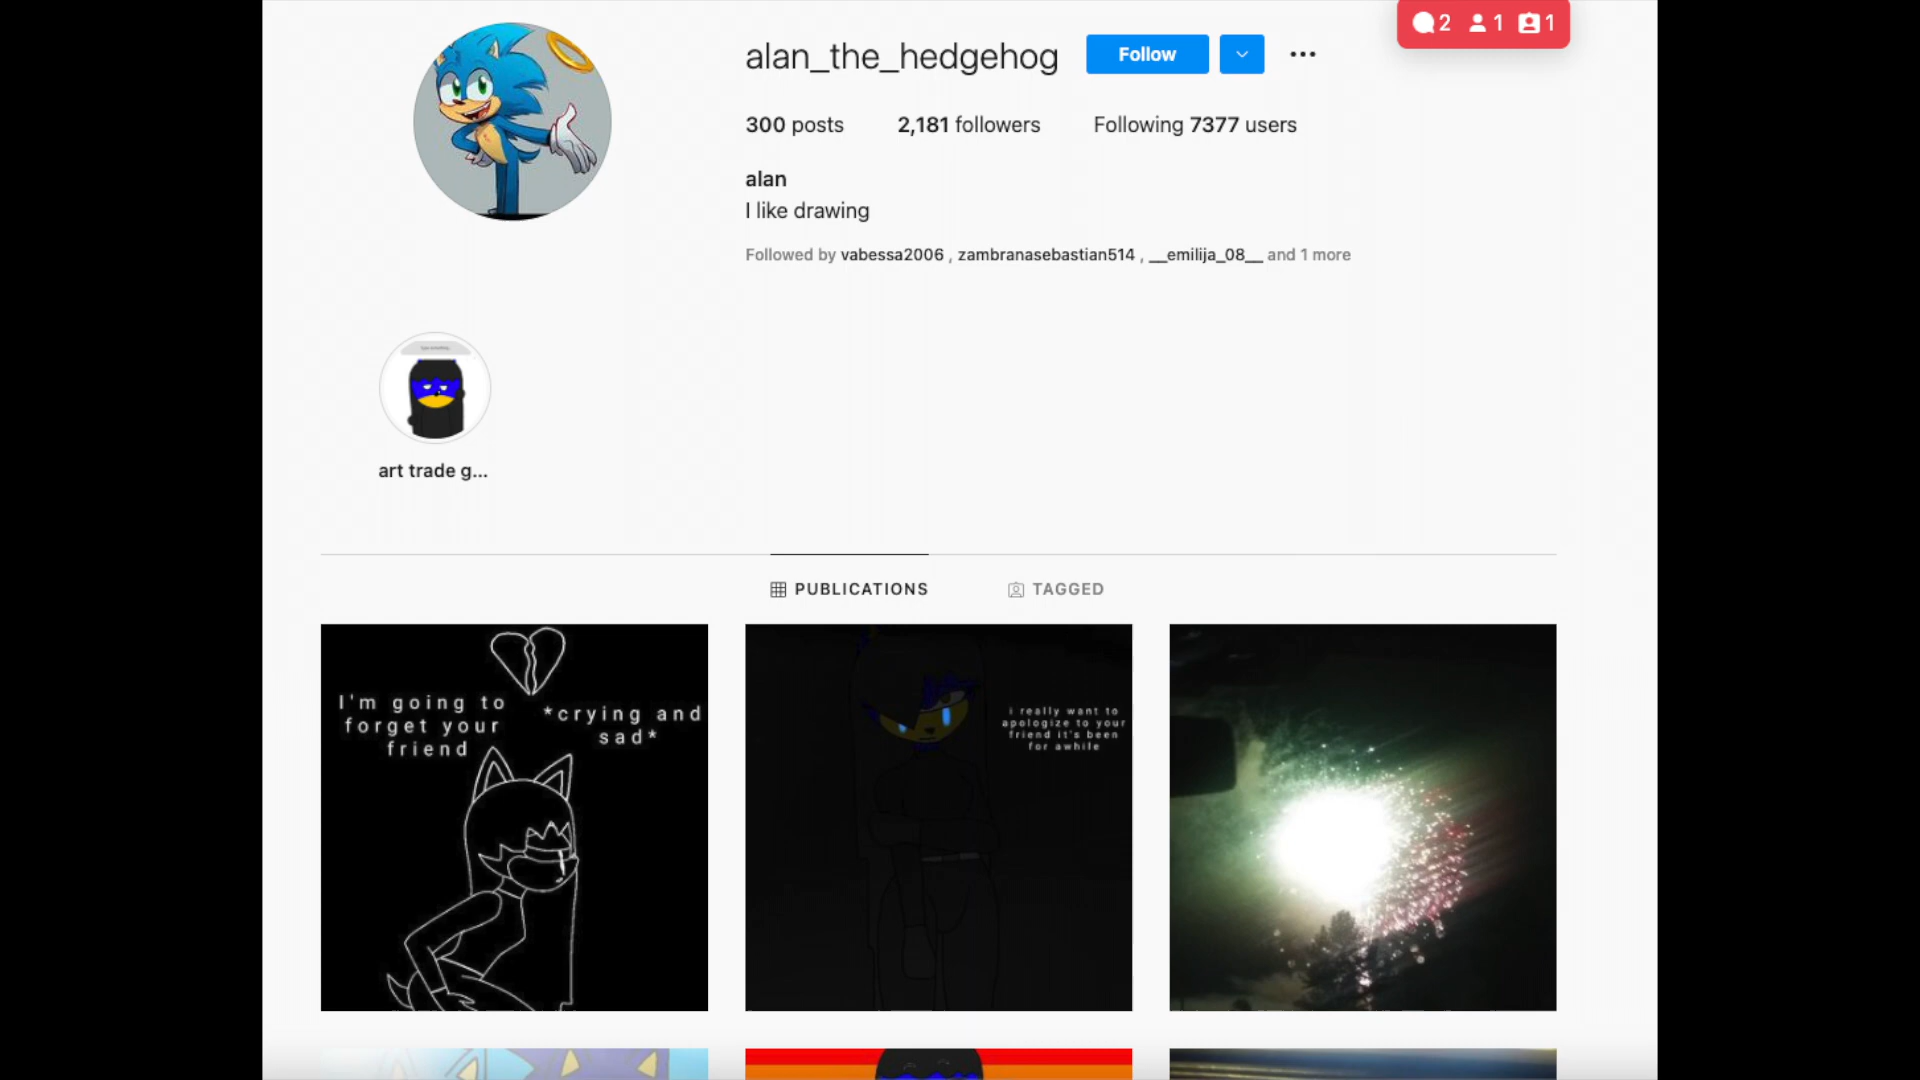 2 1 1
alan_the_hedgehog Follow
300 posts 2,181 followers Following 7377 users
alan
I like drawing
Followed by vabessa2006 , zambranasebastian514 , __emilija_08__ and 1 more
art trade g...
PUBLICATIONS TAGGED
I'm going to
forget your
friend
*crying and
sad*
i really want to
apologize to your
friend it's been
for awhile